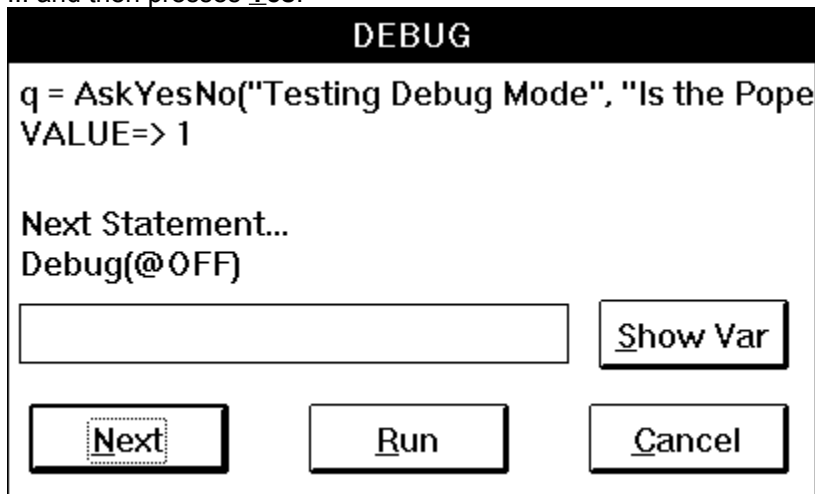 ... and then presses Yes:
DEBUG
q = AskYesNo("Testing Debug Mode", "Is the Pope
VALUE=> 1
Next Statement...
Debug(@OFF)
Show Var
Next
Run
Cancel